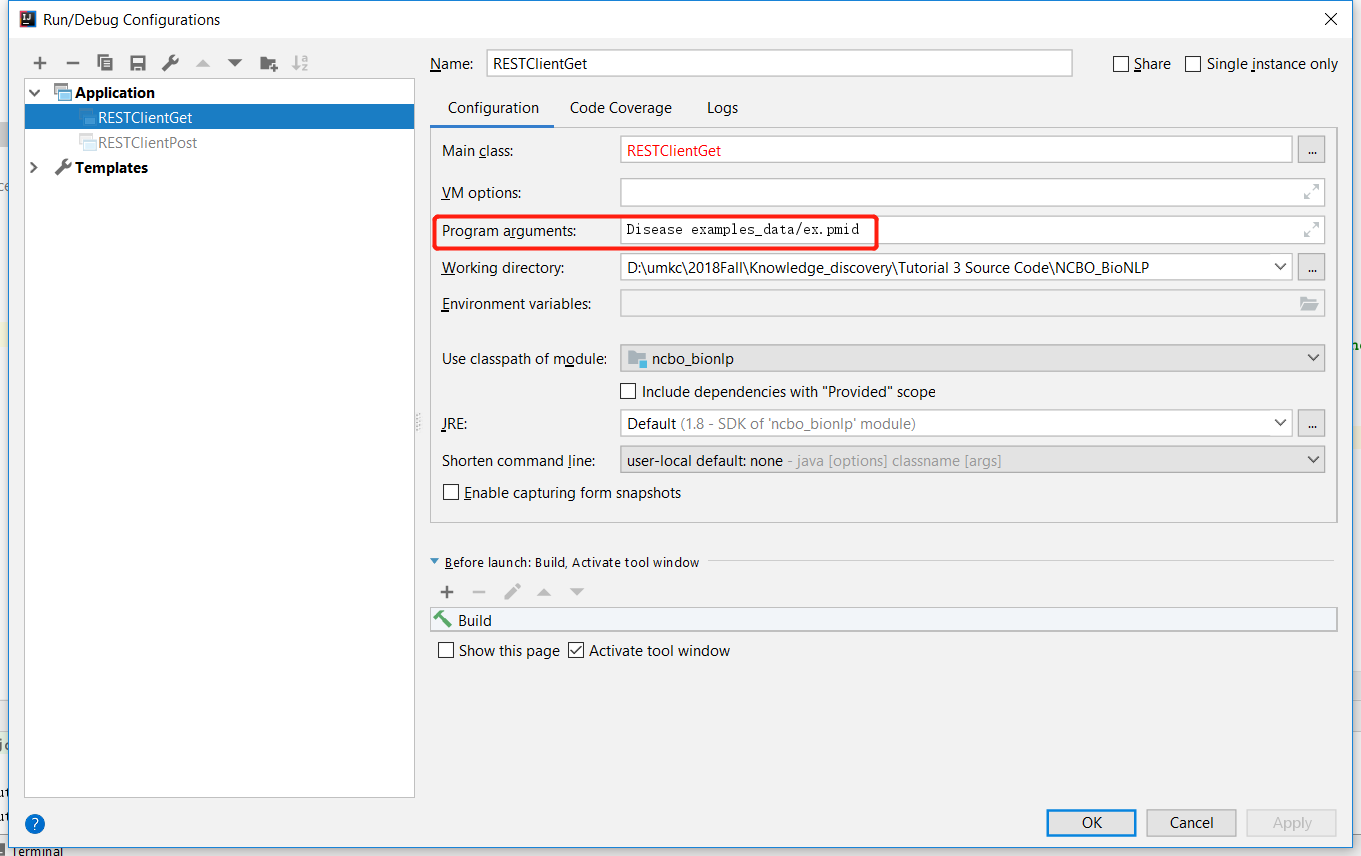 Run/Debug Configurations
Name: RESTClientGet
Share Single instance only
Application
RESTClientGet
RESTClientPost
Templates
Configuration Code Coverage Logs
Main class: RESTClientGet ...
VM options:
Program arguments: Disease examples_data/ex.pmid
Working directory: D:\umkc\2018Fall\Knowledge_discovery\Tutorial 3 Source Code\NCBO_BioNLP ...
Environment variables:
Use classpath of module: ncbo_bionlp
Include dependencies with "Provided" scope
JRE: Default (1.8 - SDK of 'ncbo_bionlp' module) ...
Shorten command line: user-local default: none - java [options] classname [args]
Enable capturing form snapshots
Before launch: Build, Activate tool window
Build
Show this page Activate tool window
? OK Cancel Apply
Terminal